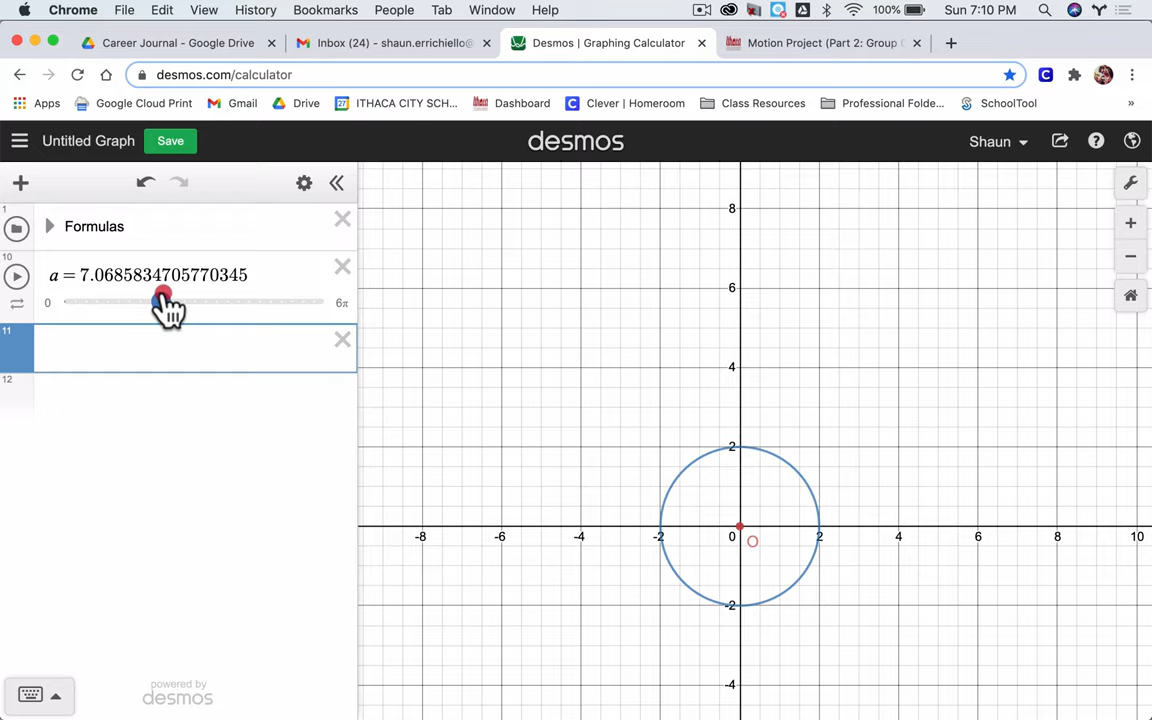 Chrome File Edit View History Bookmarks People Tab Window Help 100% Sun 7:10 PM
Career Journal - Google Drive Inbox (24) - shaun.errichiello@ Desmos | Graphing Calculator Motion Project (Part 2: Group
desmos.com/calculator
Apps Google Cloud Print Gmail Drive 27 ITHACA CITY SCH... Dashboard Clever | Homeroom Class Resources Professional Folde... SchoolTool »
Untitled Graph Save desmos Shaun
1
Formulas
10
a = 7.0685834705770345
0 6π
11
12
8
6
4
2
-8 -6 -4 -2 0 2 4 6 8 10
O
-2
-4
powered by
desmos